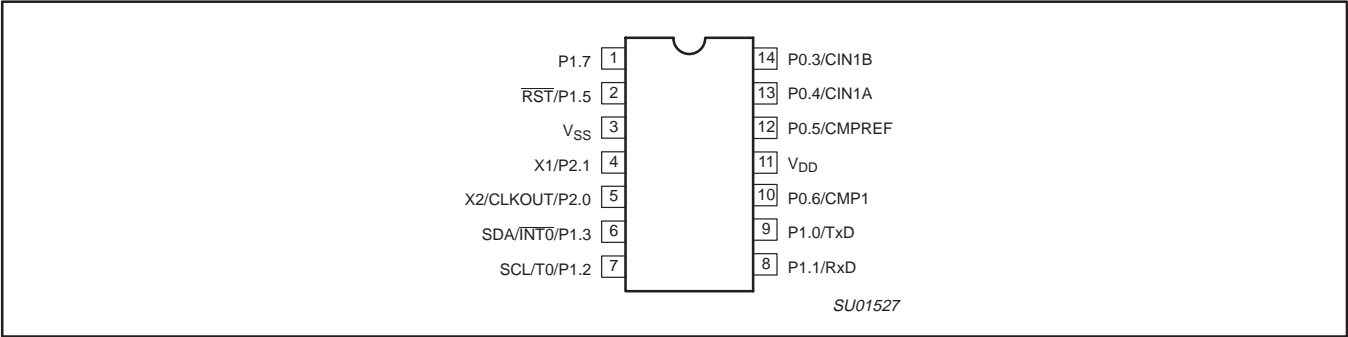 P1.7 1 14 P0.3/CIN1B
RST/P1.5 2 13 P0.4/CIN1A
VSS 3 12 P0.5/CMPREF
X1/P2.1 4 11 VDD
X2/CLKOUT/P2.0 5 10 P0.6/CMP1
SDA/INT0/P1.3 6 9 P1.0/TxD
SCL/T0/P1.2 7 8 P1.1/RxD
SU01527